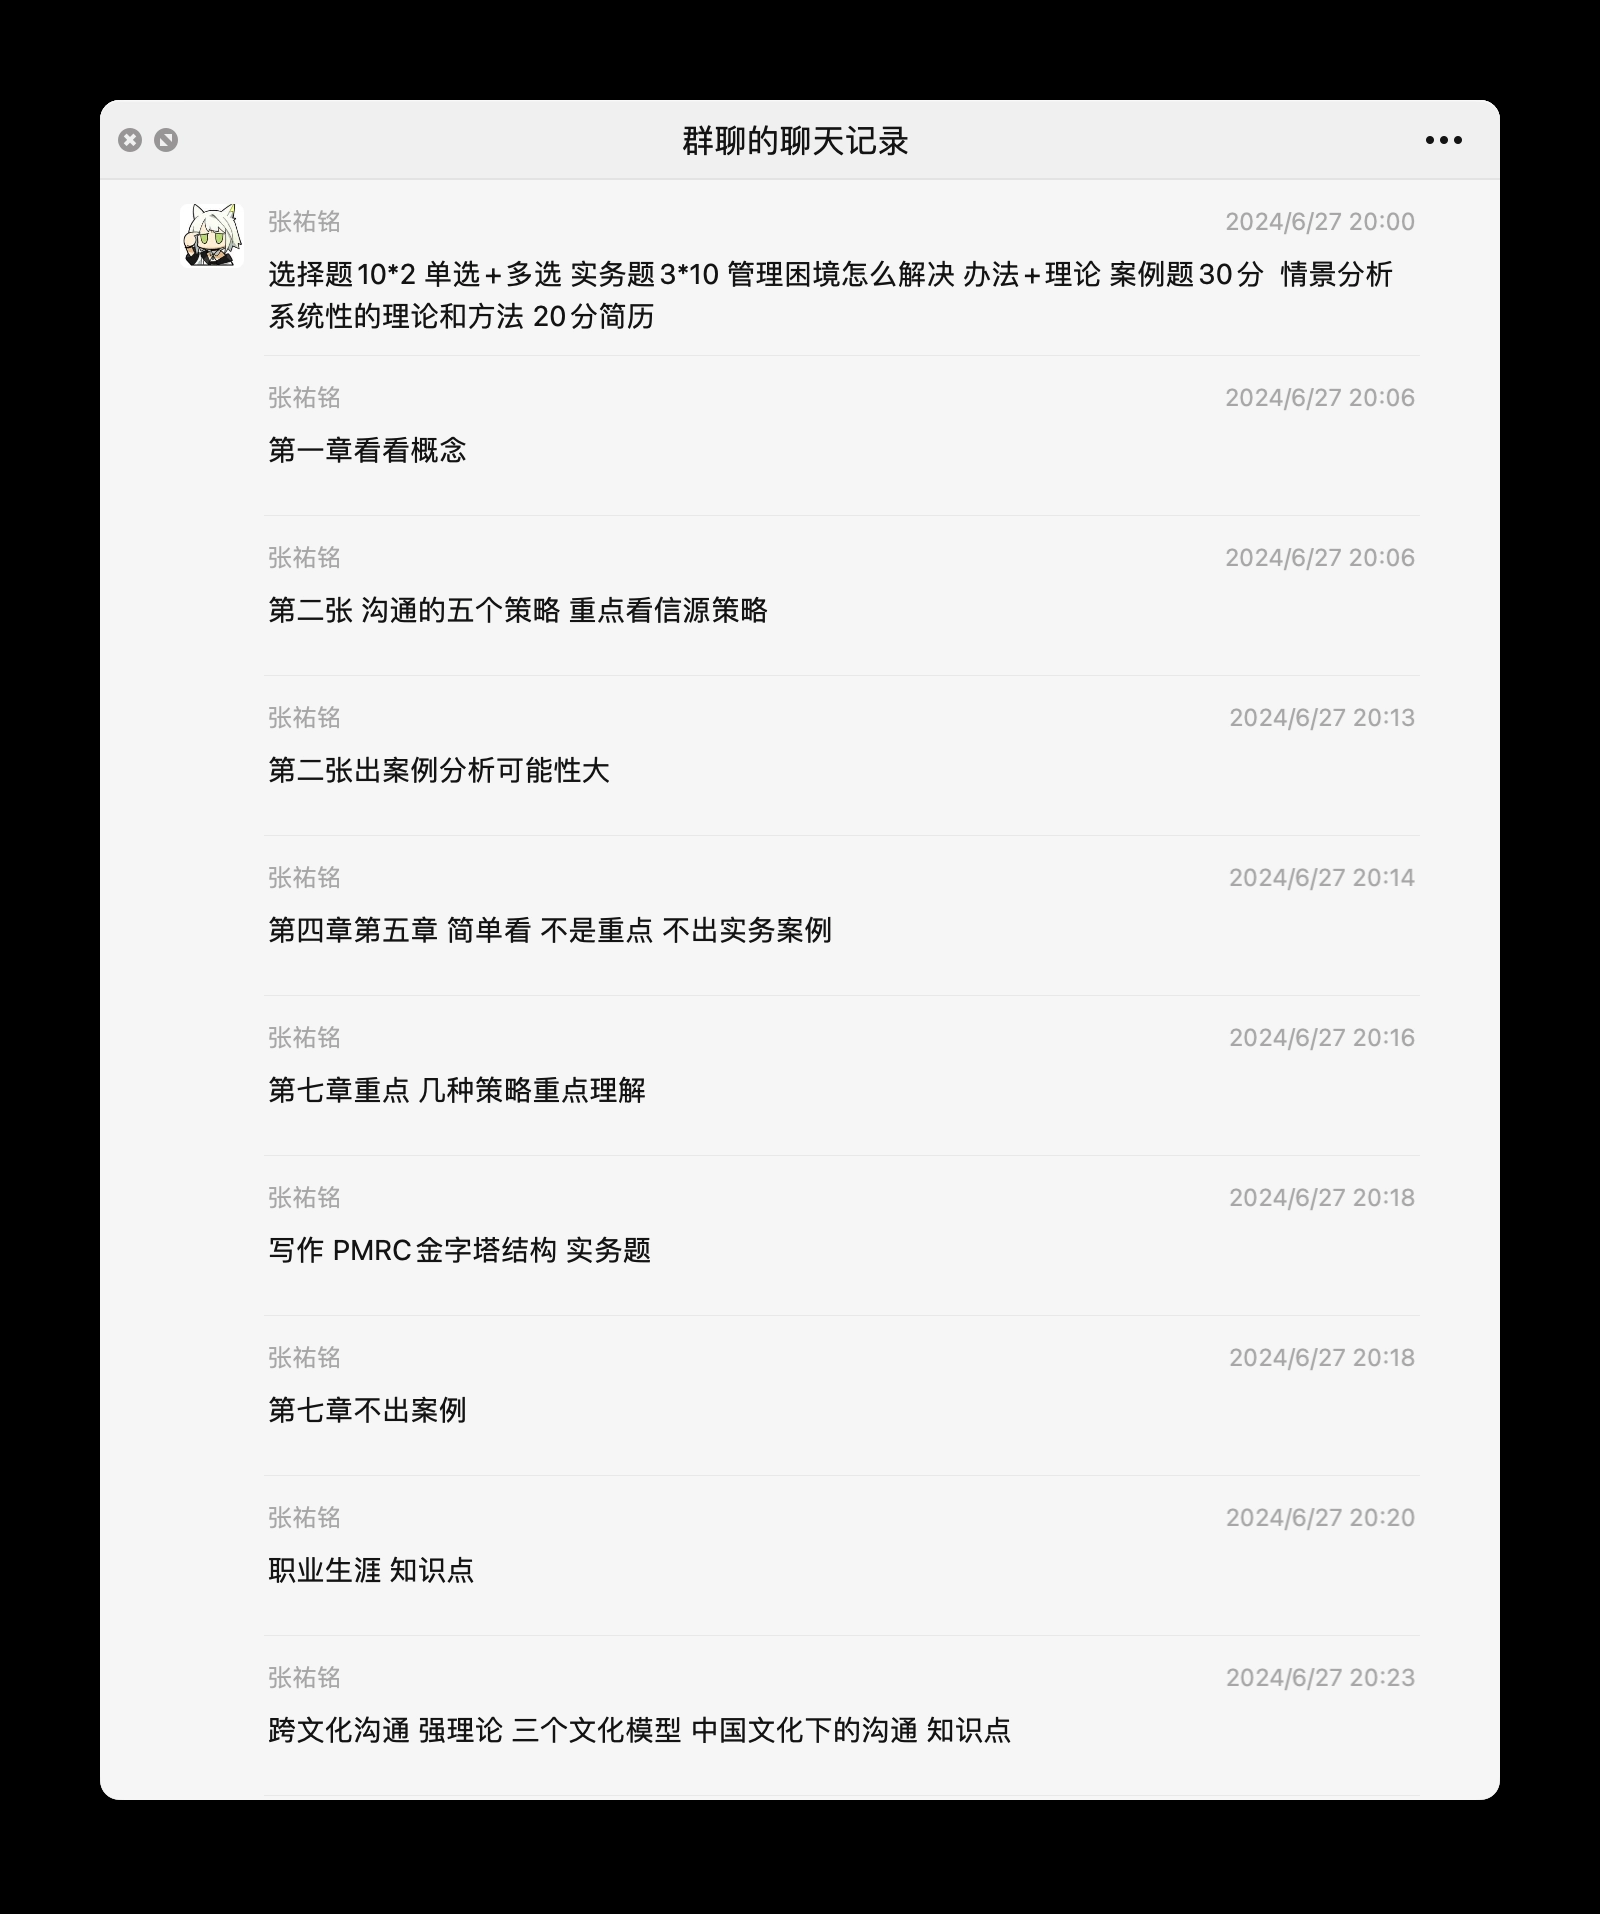 群聊的聊天记录
张祐铭 2024/6/27 20:00
选择题10*2 单选+多选 实务题3*10 管理困境怎么解决 办法+理论 案例题30分  情景分析
系统性的理论和方法 20分简历
张祐铭 2024/6/27 20:06
第一章看看概念
张祐铭 2024/6/27 20:06
第二张 沟通的五个策略 重点看信源策略
张祐铭 2024/6/27 20:13
第二张出案例分析可能性大
张祐铭 2024/6/27 20:14
第四章第五章 简单看 不是重点 不出实务案例
张祐铭 2024/6/27 20:16
第七章重点 几种策略重点理解
张祐铭 2024/6/27 20:18
写作 PMRC金字塔结构 实务题
张祐铭 2024/6/27 20:18
第七章不出案例
张祐铭 2024/6/27 20:20
职业生涯 知识点
张祐铭 2024/6/27 20:23
跨文化沟通 强理论 三个文化模型 中国文化下的沟通 知识点